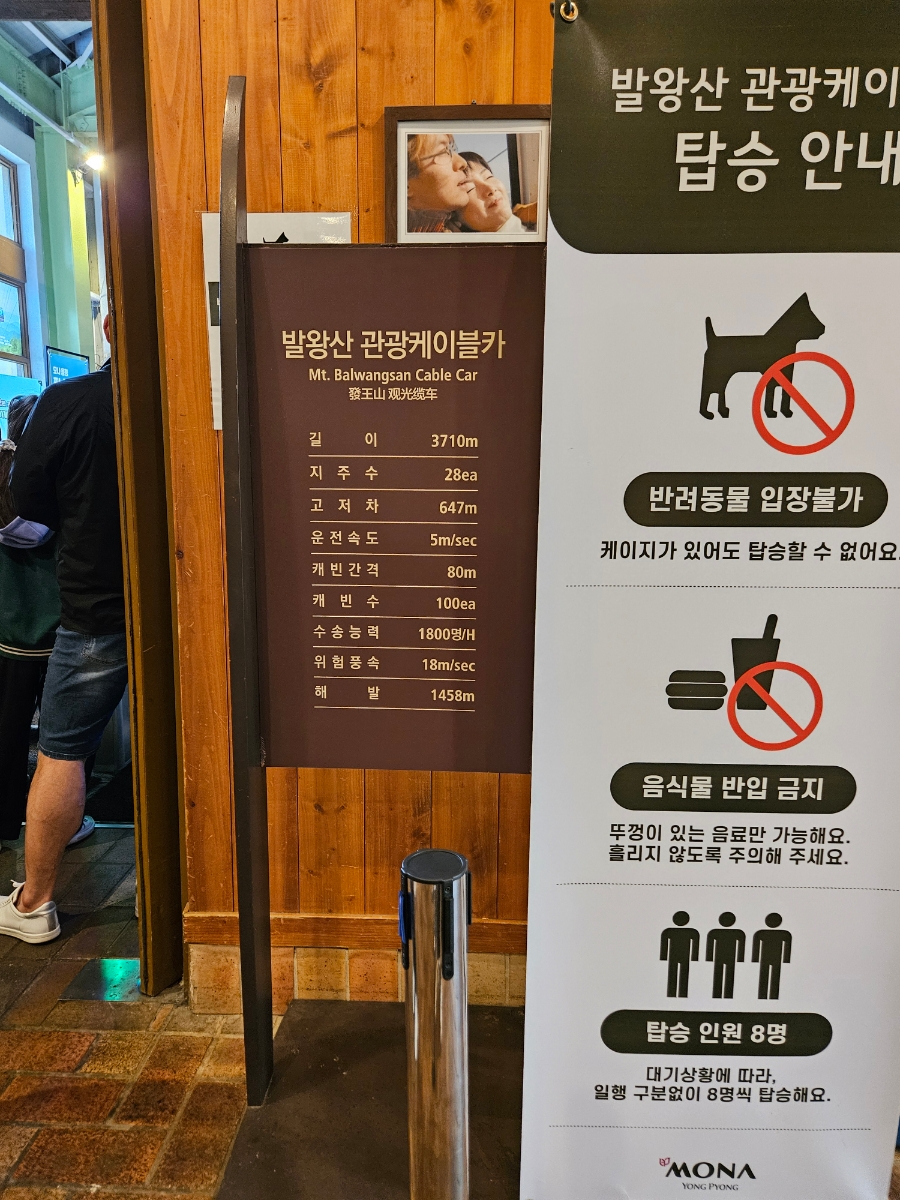 발왕산 관광케이블카
Mt. Balwangsan Cable Car
發王山 观光缆车
길 이 3710m
지 주 수 28ea
고 저 차 647m
운전속도 5m/sec
캐빈간격 80m
캐 빈 수 100ea
수송능력 1800명/H
위험풍속 18m/sec
해 발 1458m
발왕산 관광케이
탑승 안내
반려동물 입장불가
케이지가 있어도 탑승할 수 없어요.
음식물 반입 금지
뚜껑이 있는 음료만 가능해요.
흘리지 않도록 주의해 주세요.
탑승 인원 8명
대기상황에 따라,
일행 구분없이 8명씩 탑승해요.
MONA
YONG PYONG